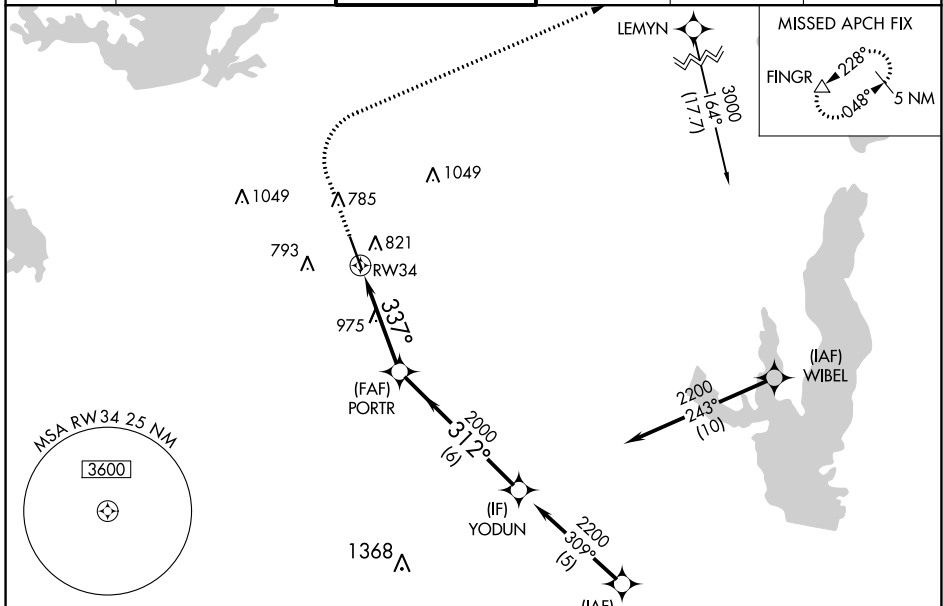 LEMYN
3000
164°
(17.7)
MISSED APCH FIX
FINGR
228°
048°
5 NM
1049
785
1049
793
821
RW34
975
337°
(FAF)
PORTR
2000
312°
(6)
(IAF)
WIBEL
2200
243°
(10)
MSA RW34 25 NM
3600
(IF)
YODUN
2200
309°
(5)
1368
(IAF)